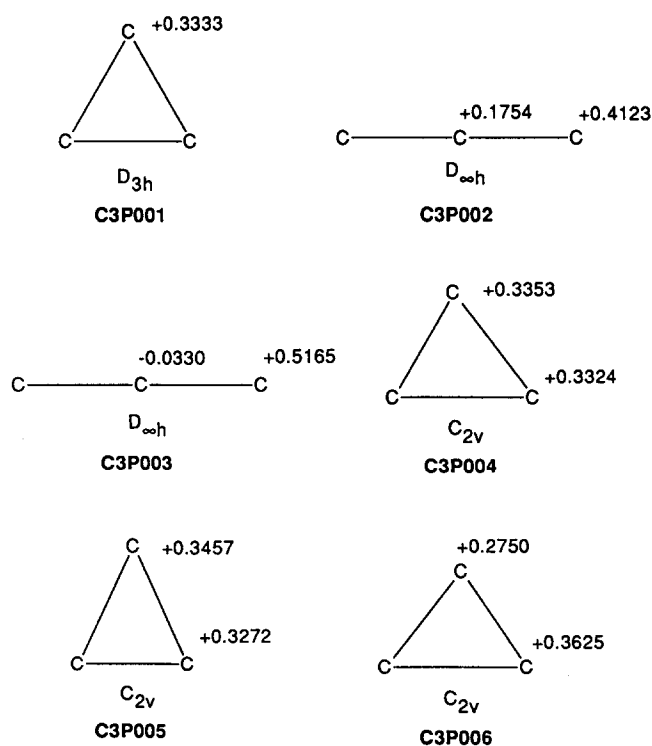 C +0.3333
C C
D3h
C3P001
+0.1754 +0.4123
C C C
D∞h
C3P002
-0.0330 +0.5165
C C C
D∞h
C3P003
C +0.3353
+0.3324
C C
C2v
C3P004
C +0.3457
+0.3272
C C
C2v
C3P005
+0.2750
C
+0.3625
C C
C2v
C3P006